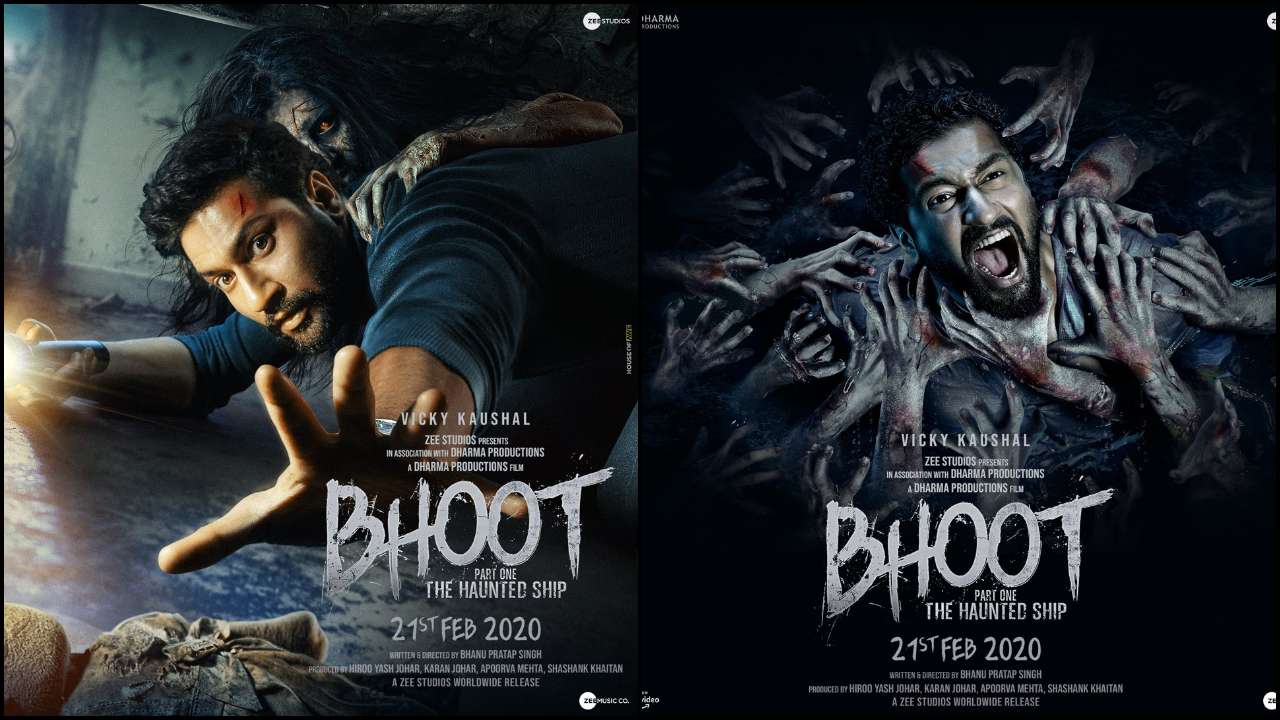 ZEE STUDIOS
HOUSE OF AWE
VICKY KAUSHAL
ZEE STUDIOS PRESENTS
IN ASSOCIATION WITH DHARMA PRODUCTIONS
A DHARMA PRODUCTIONS FILM
BHOOT
PART ONE
THE HAUNTED SHIP
21ST FEB 2020
WRITTEN & DIRECTED BY BHANU PRATAP SINGH
PRODUCED BY HIROO YASH JOHAR, KARAN JOHAR, APOORVA MEHTA, SHASHANK KHAITAN
A ZEE STUDIOS WORLDWIDE RELEASE
ZEE MUSIC CO.
DHARMA
PRODUCTIONS
VICKY KAUSHAL
ZEE STUDIOS PRESENTS
IN ASSOCIATION WITH DHARMA PRODUCTIONS
A DHARMA PRODUCTIONS FILM
BHOOT
PART ONE
THE HAUNTED SHIP
21ST FEB 2020
WRITTEN & DIRECTED BY BHANU PRATAP SINGH
PRODUCED BY HIROO YASH JOHAR, KARAN JOHAR, APOORVA MEHTA, SHASHANK KHAITAN
A ZEE STUDIOS WORLDWIDE RELEASE
video